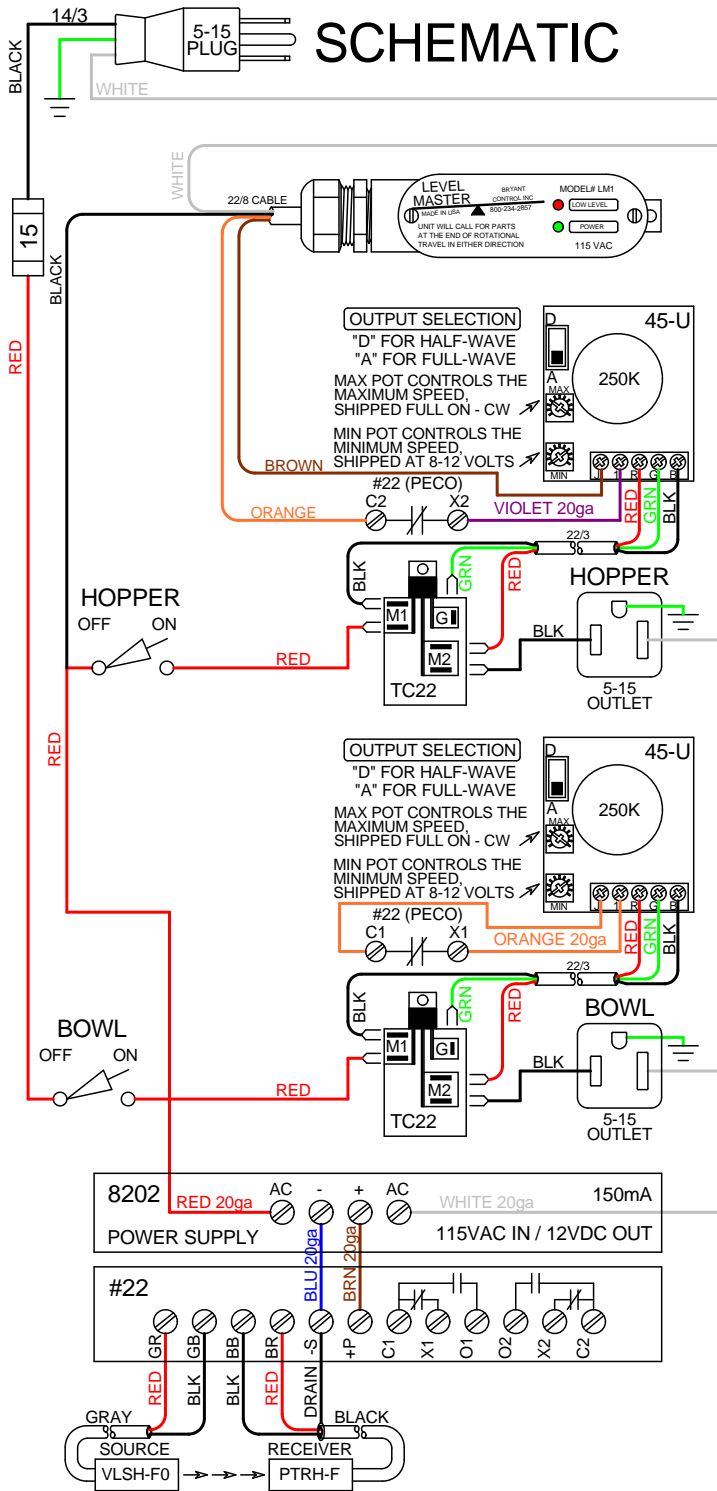 14/3
5-15
PLUG
SCHEMATIC
BLACK
WHITE
WHITE
22/8 CABLE
LEVEL
MASTER
MADE IN USA
BRYANT
CONTROL INC
800-234-2857
MODEL# LM1
LOW LEVEL
POWER
115 VAC
UNIT WILL CALL FOR PARTS
AT THE END OF ROTATIONAL
TRAVEL IN EITHER DIRECTION
15
BLACK
RED
OUTPUT SELECTION
"D" FOR HALF-WAVE
"A" FOR FULL-WAVE
MAX POT CONTROLS THE
MAXIMUM SPEED,
SHIPPED FULL ON - CW
MIN POT CONTROLS THE
MINIMUM SPEED,
SHIPPED AT 8-12 VOLTS
D
45-U
250K
A
MAX
MIN
J 1 R G B
BROWN
#22 (PECO)
C2 X2
ORANGE
VIOLET 20ga
RED
GRN
BLK
22/3
BLK
GRN
RED
HOPPER
OFF ON
RED
M1
G
M2
TC22
BLK
HOPPER
5-15
OUTLET
RED
OUTPUT SELECTION
"D" FOR HALF-WAVE
"A" FOR FULL-WAVE
MAX POT CONTROLS THE
MAXIMUM SPEED,
SHIPPED FULL ON - CW
MIN POT CONTROLS THE
MINIMUM SPEED,
SHIPPED AT 8-12 VOLTS
D
45-U
250K
A
MAX
MIN
J 1 R G B
#22 (PECO)
C1 X1
ORANGE 20ga
RED
GRN
BLK
22/3
BLK
GRN
RED
BOWL
OFF ON
RED
M1
G
M2
TC22
BLK
BOWL
5-15
OUTLET
8202
RED 20ga
AC - + AC
WHITE 20ga
150mA
POWER SUPPLY
115VAC IN / 12VDC OUT
BLU 20ga
BRN 20ga
#22
GR GB BB BR -S +P C1 X1 O1 O2 X2 C2
RED
BLK
BLK
RED
DRAIN
GRAY
BLACK
SOURCE
RECEIVER
VLSH-F0
PTRH-F